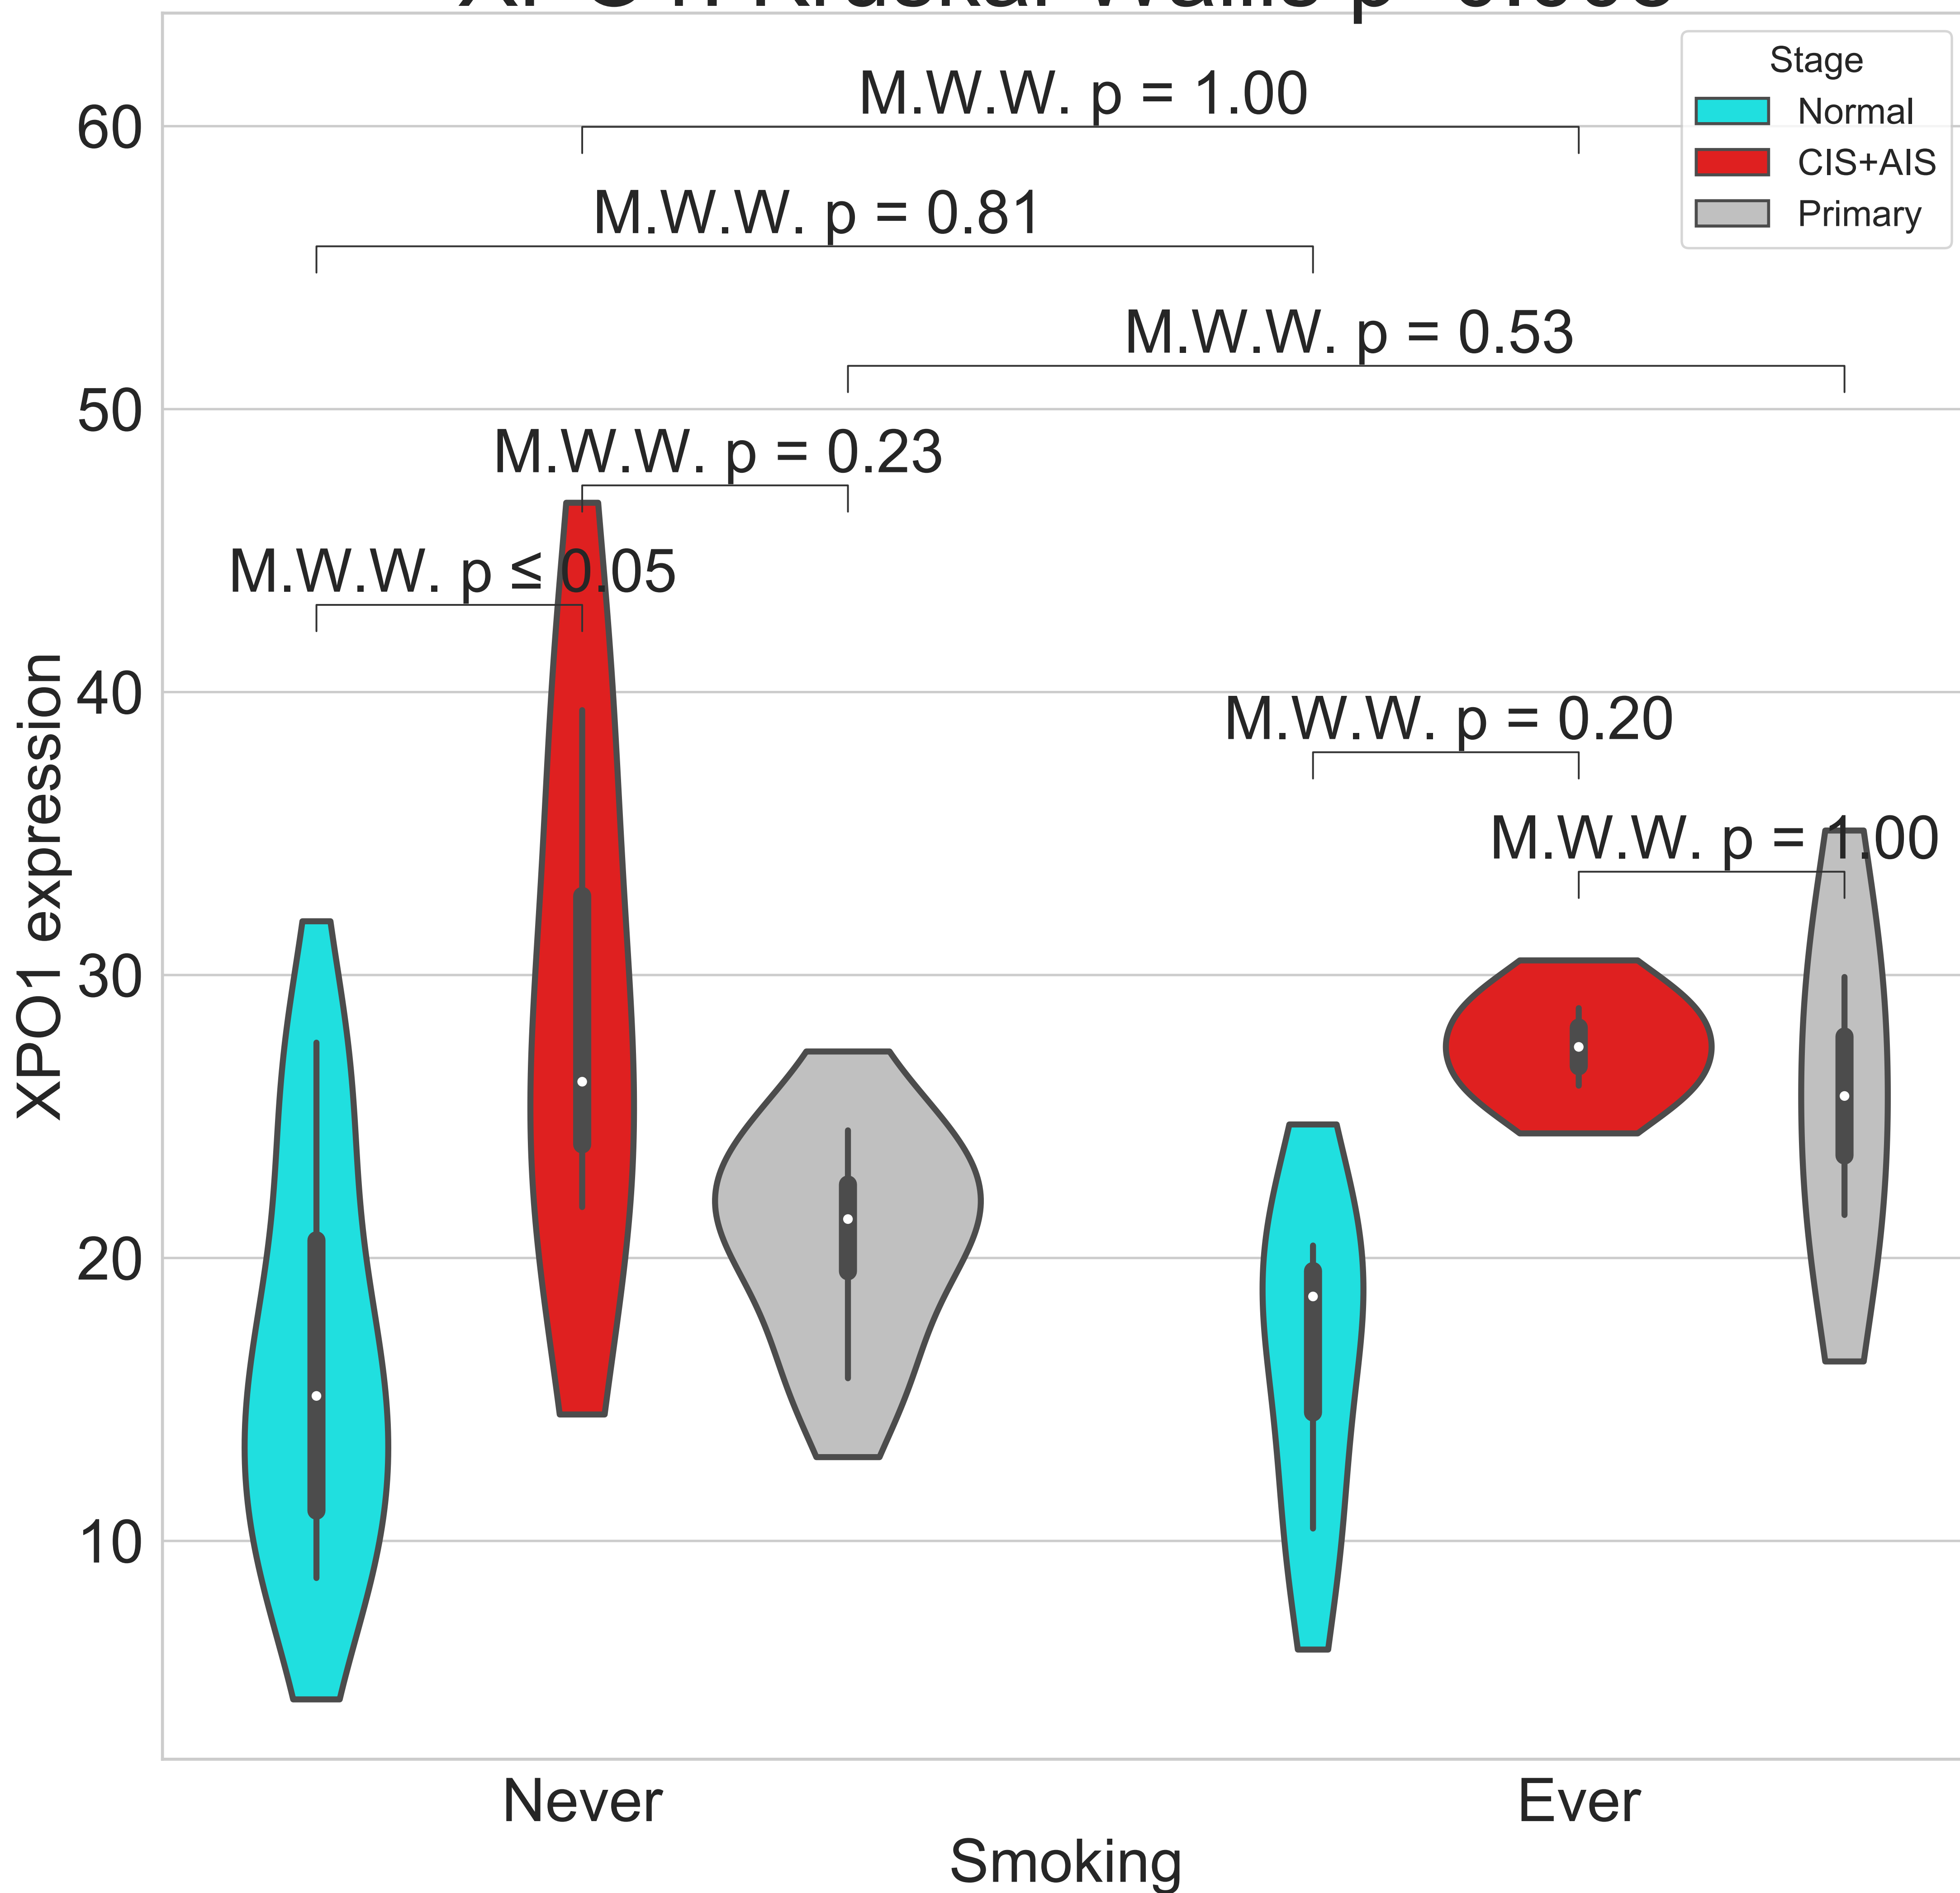 Stage
Normal
CIS+AIS
Primary
M.W.W. p = 1.00
M.W.W. p = 0.81
M.W.W. p = 0.53
M.W.W. p = 0.23
M.W.W. p ≤ 0.05
M.W.W. p = 0.20
M.W.W. p = 1.00
60
50
40
30
20
10
XPO1 expression
Never
Ever
Smoking